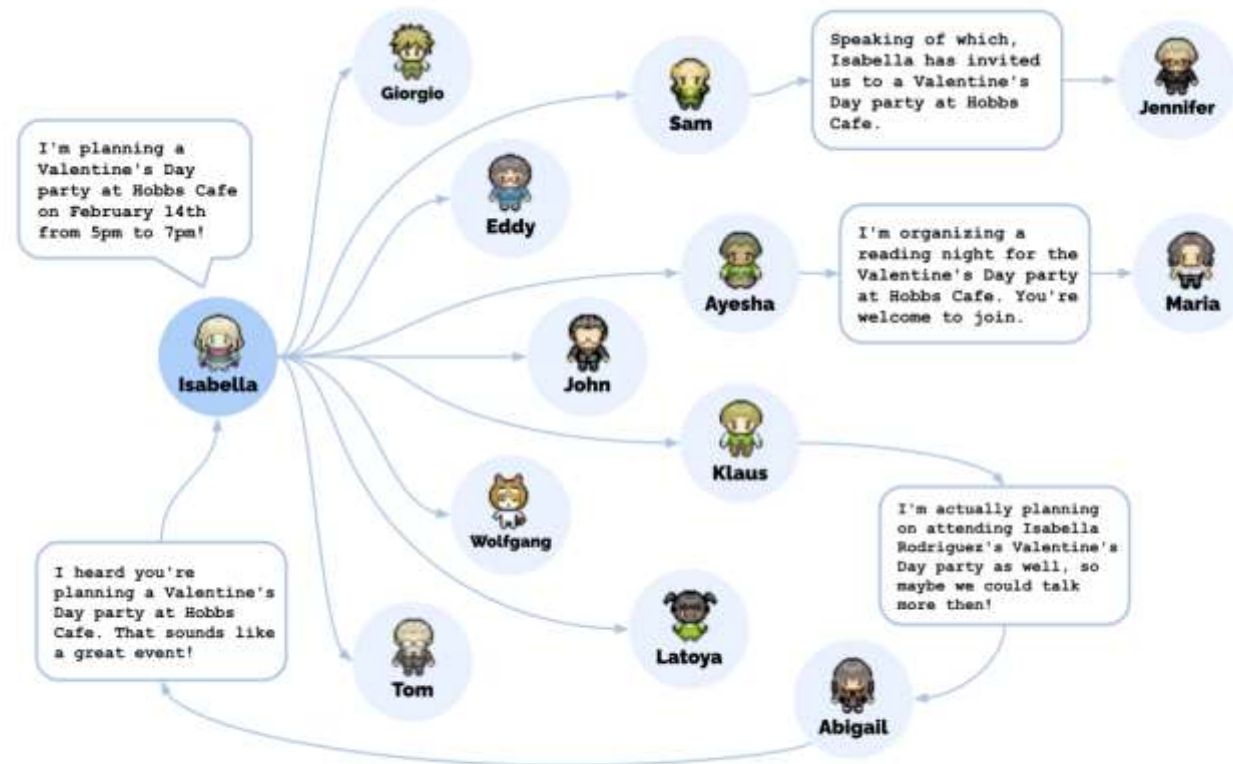 Giorgio
Sam
Speaking of which,
Isabella has invited
us to a Valentine's
Day party at Hobbs
Cafe.
Jennifer
I'm planning a
Valentine's Day
party at Hobbs Cafe
on February 14th
from 5pm to 7pm!
Eddy
Ayesha
I'm organizing a
reading night for the
Valentine's Day party
at Hobbs Cafe. You're
welcome to join.
Maria
Isabella
John
Klaus
Wolfgang
I'm actually planning
on attending Isabella
Rodriguez's Valentine's
Day party as well, so
maybe we could talk
more then!
I heard you're
planning a Valentine's
Day party at Hobbs
Cafe. That sounds like
a great event!
Latoya
Tom
Abigail